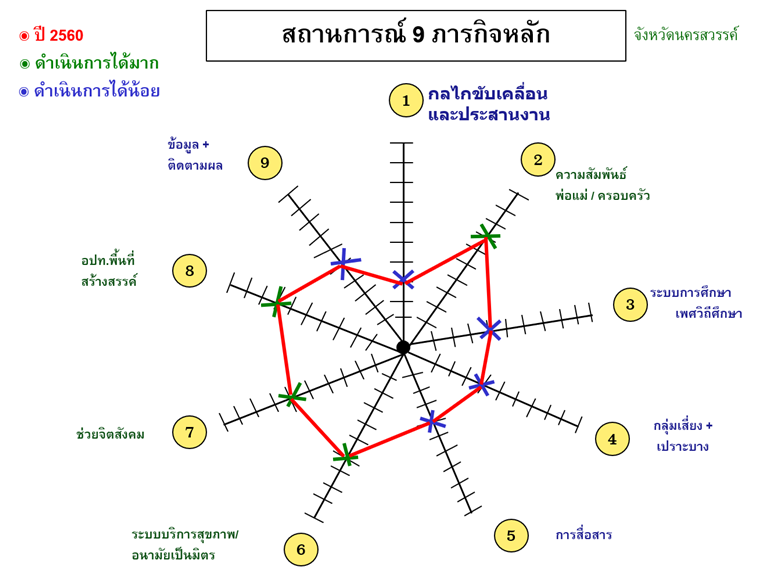 สถานการณ์ 9 ภารกิจหลัก
จังหวัดนครสวรรค์
ปี 2560
ดำเนินการได้มาก
ดำเนินการได้น้อย
1
กลไกขับเคลื่อน
และประสานงาน
2
ความสัมพันธ์
พ่อแม่ / ครอบครัว
3
ระบบการศึกษา
เพศวิถีศึกษา
4
กลุ่มเสี่ยง +
เปราะบาง
5
การสื่อสาร
6
ระบบบริการสุขภาพ/
อนามัยเป็นมิตร
7
ช่วยจิตสังคม
8
อปท.พื้นที่
สร้างสรรค์
9
ข้อมูล +
ติดตามผล